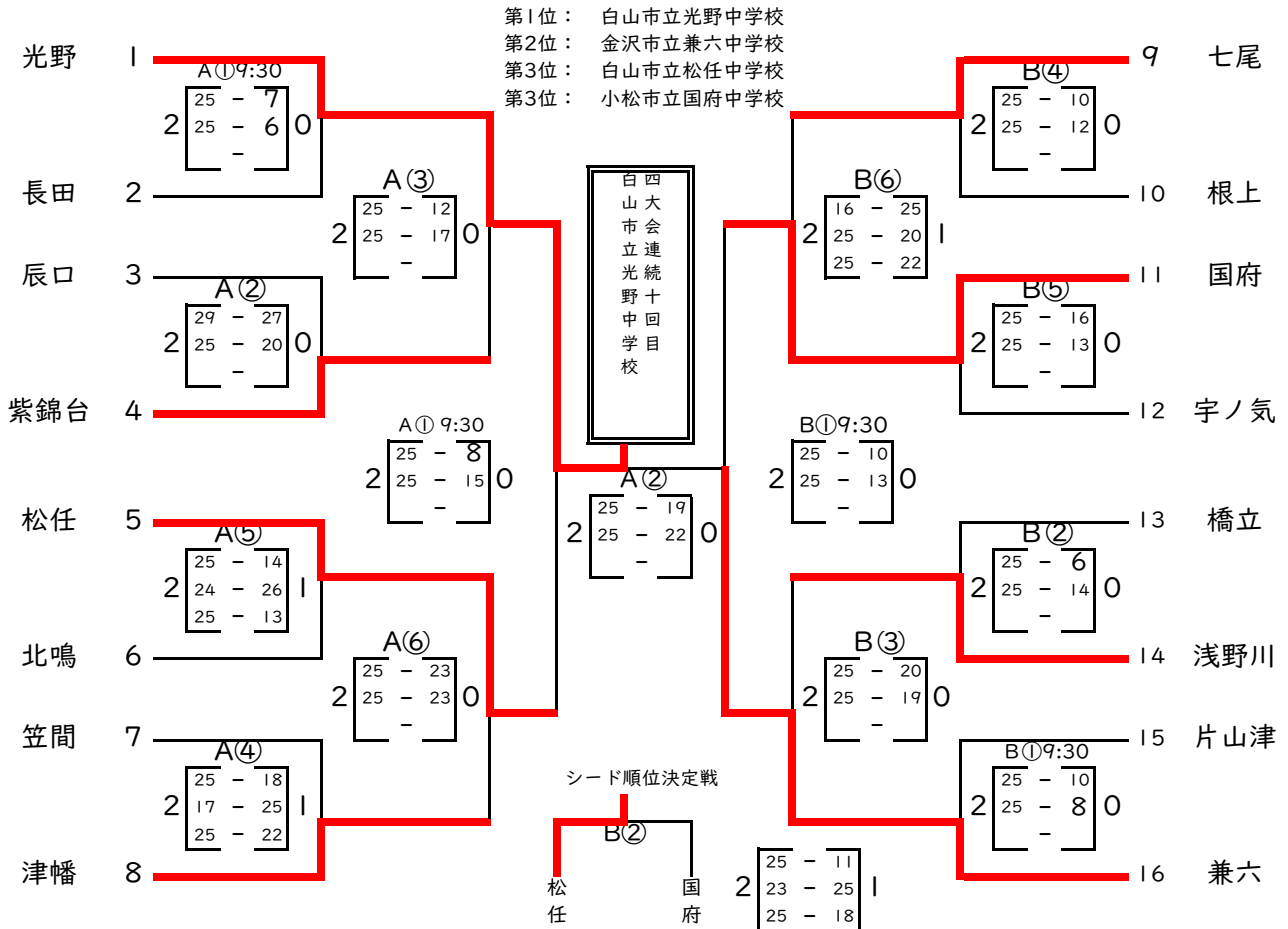 第1位： 白山市立光野中学校
第2位： 金沢市立兼六中学校
第3位： 白山市立松任中学校
第3位： 小松市立国府中学校
光野 1
長田 2
辰口 3
紫錦台 4
松任 5
北鳴 6
笠間 7
津幡 8
A①9:30
25 - 7
2 25 - 6 0
-
A②
29 - 27
2 25 - 20 0
-
A③
25 - 12
2 25 - 17 0
-
A① 9:30
25 - 8
2 25 - 15 0
-
A⑤
25 - 14
2 24 - 26 1
25 - 13
A⑥
25 - 23
2 25 - 23 0
-
A④
25 - 18
2 17 - 25 1
25 - 22
四大会連続十回目
白山市立光野中学校
A②
25 - 19
2 25 - 22 0
-
シード順位決定戦
B②
松任
国府
25 - 11
2 23 - 25 1
25 - 18
9 七尾
10 根上
11 国府
12 宇ノ気
13 橋立
14 浅野川
15 片山津
16 兼六
B④
25 - 10
2 25 - 12 0
-
B⑥
16 - 25
2 25 - 20 1
25 - 22
B⑤
25 - 16
2 25 - 13 0
-
B①9:30
25 - 10
2 25 - 13 0
-
B②
25 - 6
2 25 - 14 0
-
B③
25 - 20
2 25 - 19 0
-
B①9:30
25 - 10
2 25 - 8 0
-